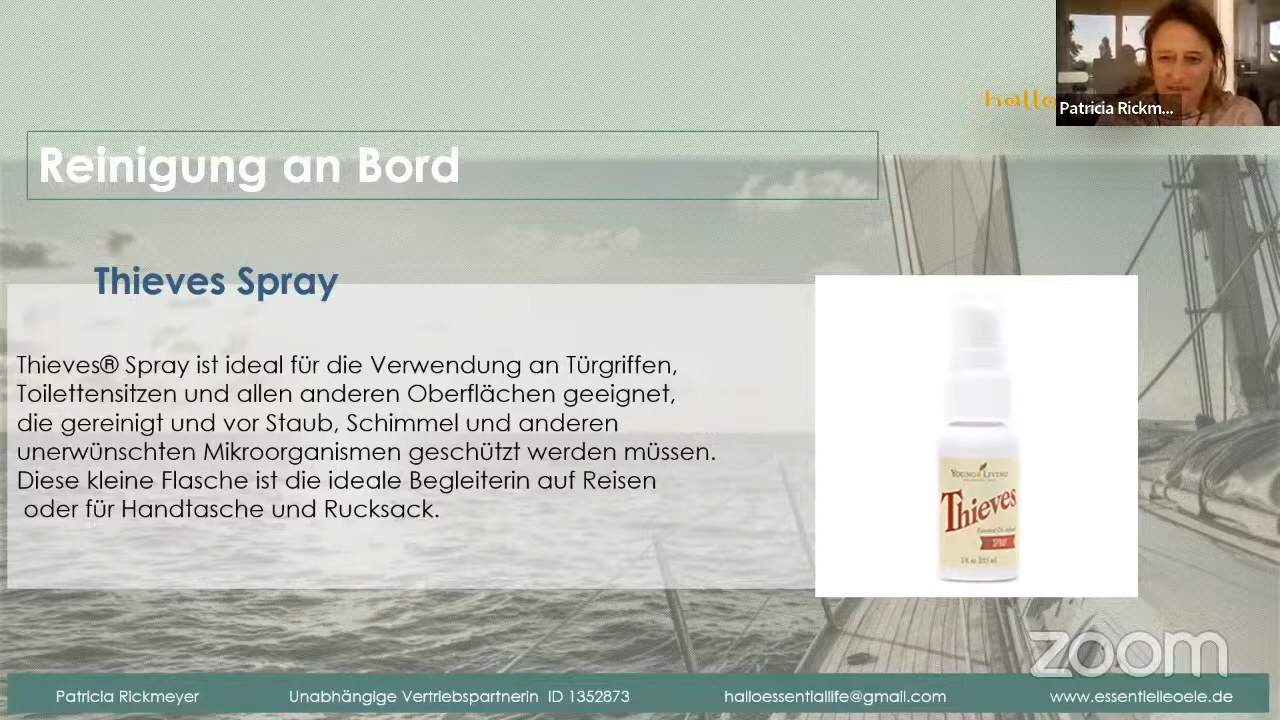 hallo
Patricia Rickm...
Reinigung an Bord
Thieves Spray
Thieves® Spray ist ideal für die Verwendung an Türgriffen,
Toilettensitzen und allen anderen Oberflächen geeignet,
die gereinigt und vor Staub, Schimmel und anderen
unerwünschten Mikroorganismen geschützt werden müssen.
Diese kleine Flasche ist die ideale Begleiterin auf Reisen
oder für Handtasche und Rucksack.
YOUNG LIVING
Thieves
SPRAY
zoom
Patricia Rickmeyer
Unabhängige Vertriebspartnerin ID 1352873
halloessentiallife@gmail.com
www.essentielleoele.de